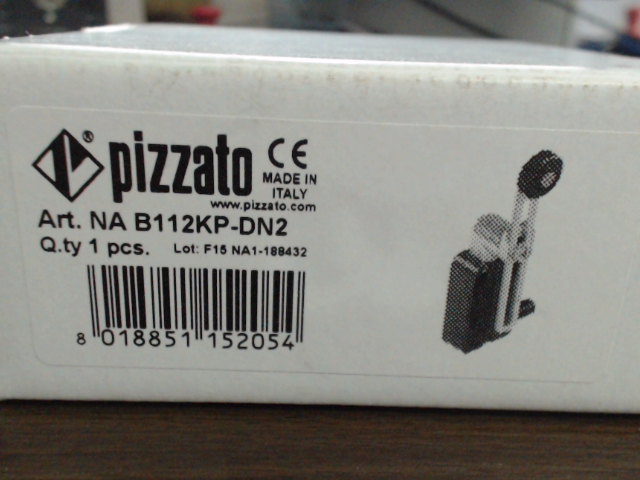 ® pizzato CE
MADE IN
ITALY
www.pizzato.com
Art. NA B112KP-DN2
Q.ty 1 pcs. Lot: F15 NA1-188432
8 018851 152054